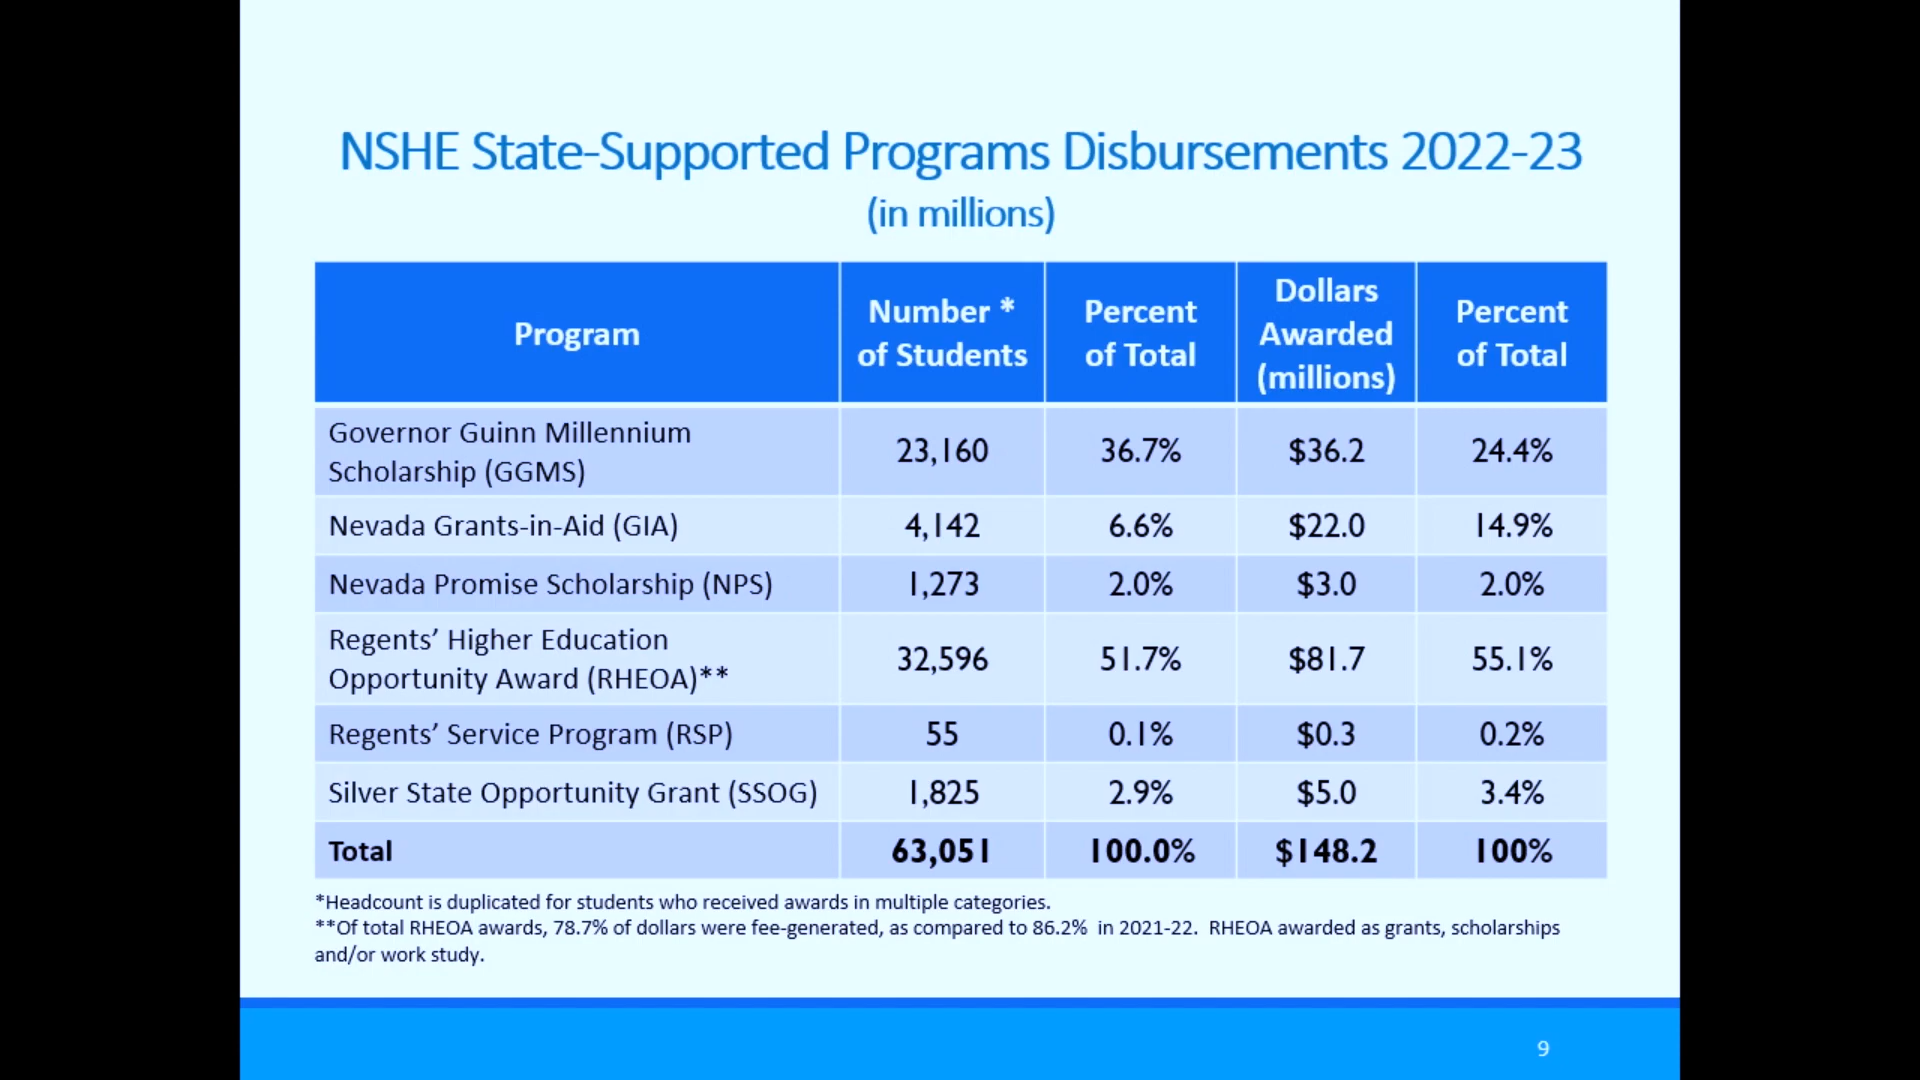 NSHE State-Supported Programs Disbursements 2022-23
(in millions)
Program
Number *
of Students
Percent
of Total
Dollars
Awarded
(millions)
Percent
of Total
Governor Guinn Millennium
Scholarship (GGMS)
23,160
36.7%
$36.2
24.4%
Nevada Grants-in-Aid (GIA)
4,142
6.6%
$22.0
14.9%
Nevada Promise Scholarship (NPS)
1,273
2.0%
$3.0
2.0%
Regents’ Higher Education
Opportunity Award (RHEOA)**
32,596
51.7%
$81.7
55.1%
Regents’ Service Program (RSP)
55
0.1%
$0.3
0.2%
Silver State Opportunity Grant (SSOG)
1,825
2.9%
$5.0
3.4%
Total
63,051
100.0%
$148.2
100%
*Headcount is duplicated for students who received awards in multiple categories.
**Of total RHEOA awards, 78.7% of dollars were fee-generated, as compared to 86.2% in 2021-22. RHEOA awarded as grants, scholarships
and/or work study.
9